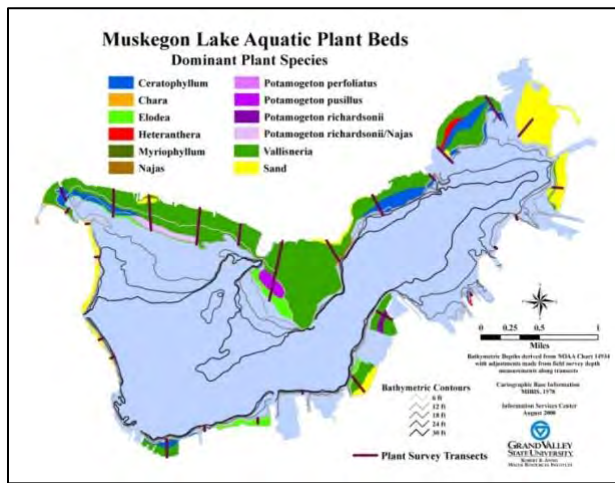 Muskegon Lake Aquatic Plant Beds
Dominant Plant Species
Ceratophyllum
Chara
Elodea
Heteranthera
Myriophyllum
Najas
Potamogeton perfoliatus
Potamogeton pusillus
Potamogeton richardsonii
Potamogeton richardsonii/Najas
Vallisneria
Sand
0 0.25 0.5 1
Miles
Bathymetric Depths derived from NOAA Chart 14934
with adjustments made from field survey depth
measurements along transects
Cartographic Base Information
MIRIS, 1978
Information Services Center
August 2000
Bathymetric Contours
6 ft
12 ft
18 ft
24 ft
30 ft
Plant Survey Transects
GRAND VALLEY
STATE UNIVERSITY